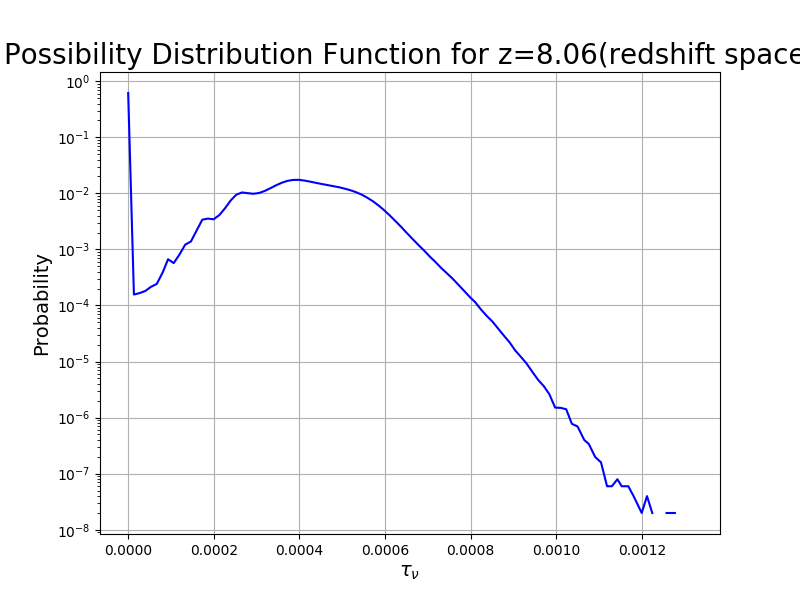 Possibility Distribution Function for z=8.06(redshift space
10⁰
10⁻¹
10⁻²
10⁻³
10⁻⁴
10⁻⁵
10⁻⁶
10⁻⁷
10⁻⁸
Probability
0.0000 0.0002 0.0004 0.0006 0.0008 0.0010 0.0012
τ_ν